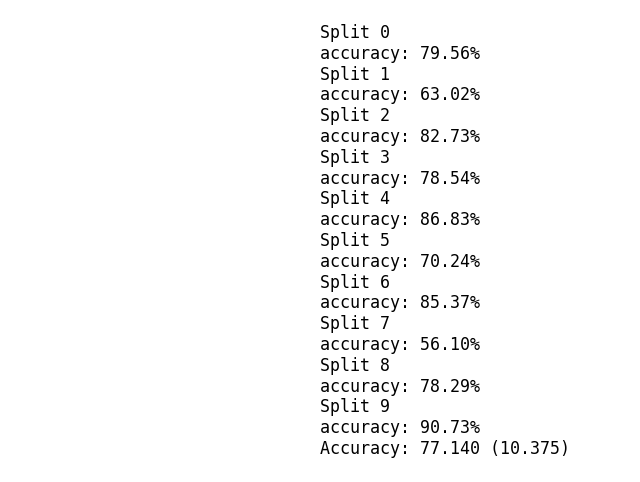 Split 0
accuracy: 79.56%
Split 1
accuracy: 63.02%
Split 2
accuracy: 82.73%
Split 3
accuracy: 78.54%
Split 4
accuracy: 86.83%
Split 5
accuracy: 70.24%
Split 6
accuracy: 85.37%
Split 7
accuracy: 56.10%
Split 8
accuracy: 78.29%
Split 9
accuracy: 90.73%
Accuracy: 77.140 (10.375)